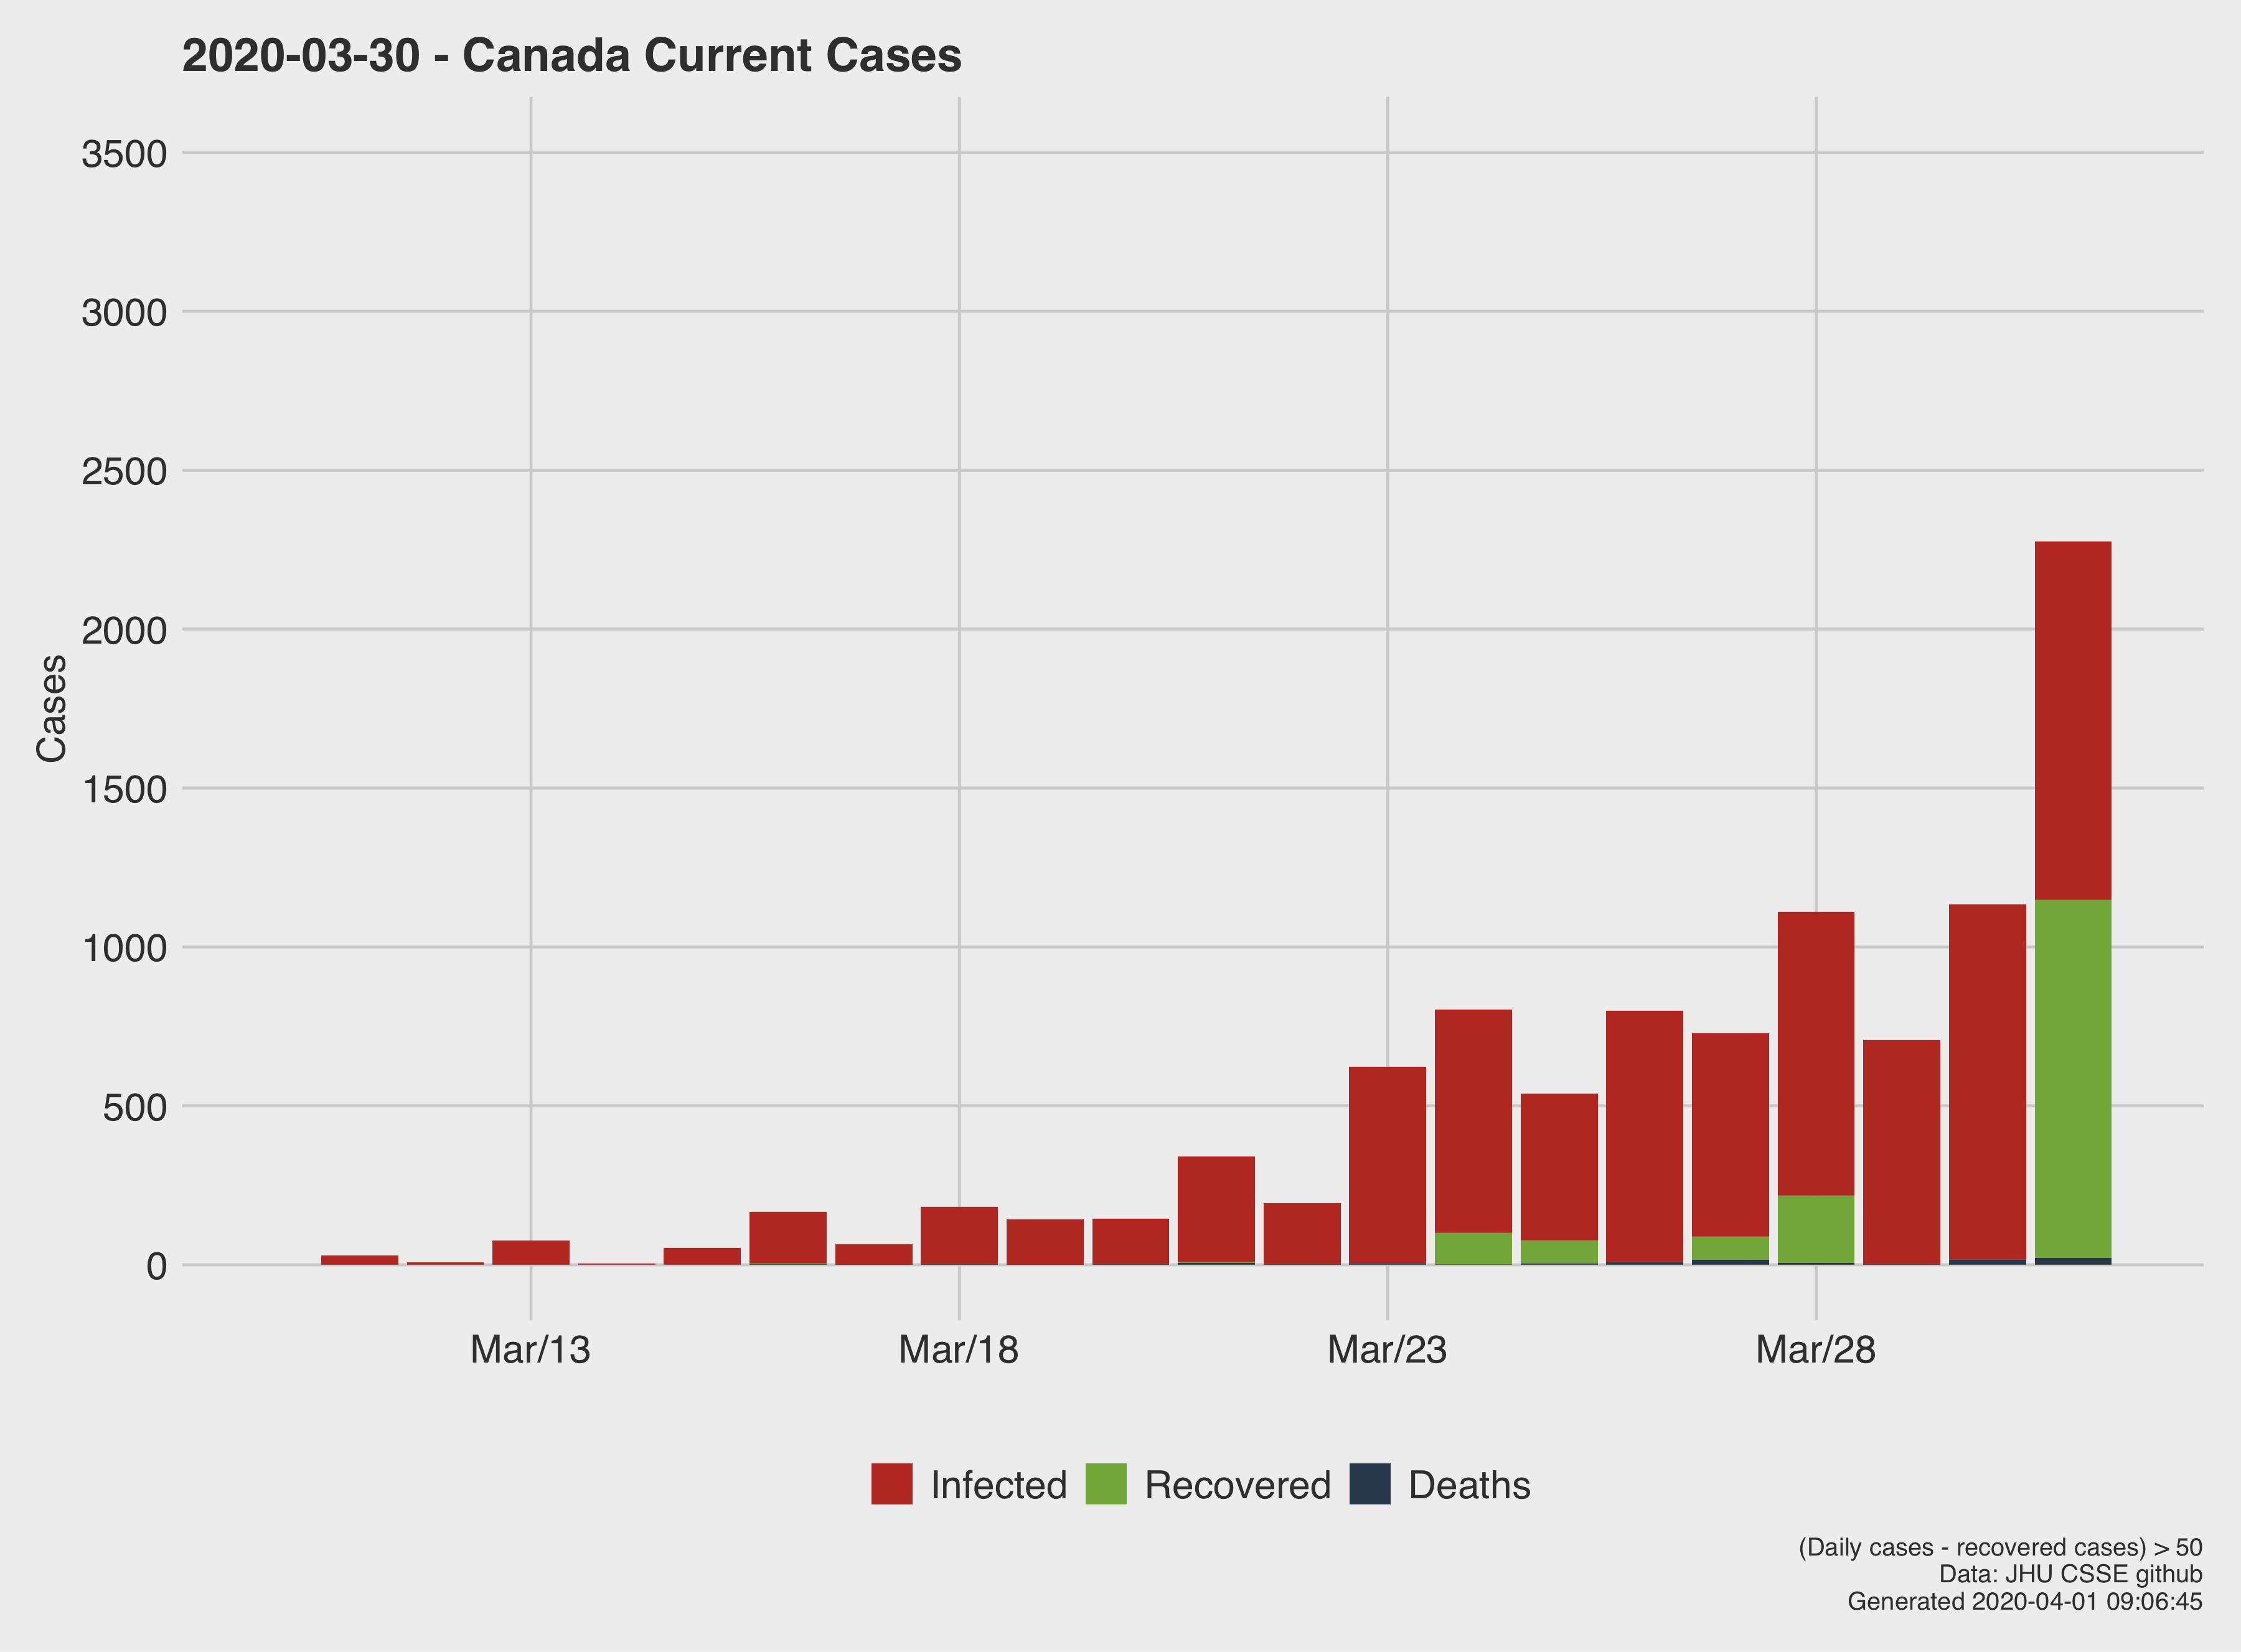 2020-03-30 - Canada Current Cases
3500
3000
2500
2000
1500
1000
500
0
Cases
Mar/13 Mar/18 Mar/23 Mar/28
Infected Recovered Deaths
(Daily cases - recovered cases) > 50
Data: JHU CSSE github
Generated 2020-04-01 09:06:45